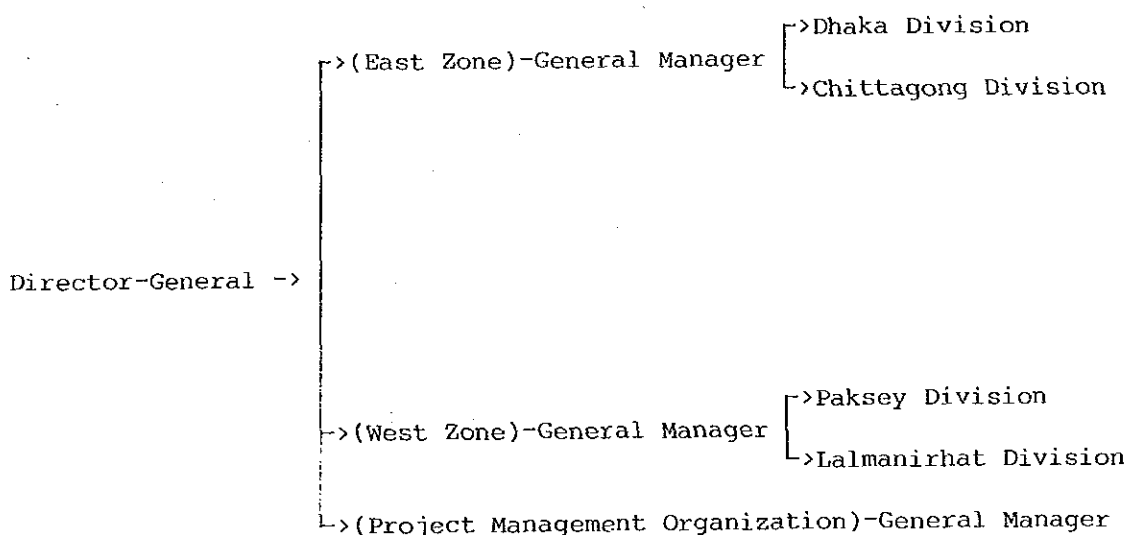 >Dhaka Division
>(East Zone)-General Manager
>Chittagong Division
Director-General ->
>Paksey Division
>(West Zone)-General Manager
>Lalmanirhat Division
>(Project Management Organization)-General Manager